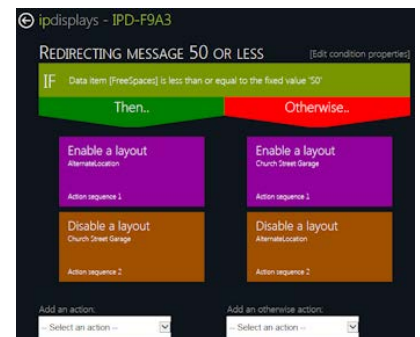 ipdisplays - IPD-F9A3
REDIRECTING MESSAGE 50 OR LESS
[Edit condition properties]
IF Data item [FreeSpaces] is less than or equal to the fixed value '50'
Then..
Otherwise..
Enable a layout
AlternateLocation
Action sequence 1
Enable a layout
Church Street Garage
Action sequence 1
Disable a layout
Church Street Garage
Action sequence 2
Disable a layout
AlternateLocation
Action sequence 2
Add an action:
-- Select an action --
Add an otherwise action:
-- Select an action --